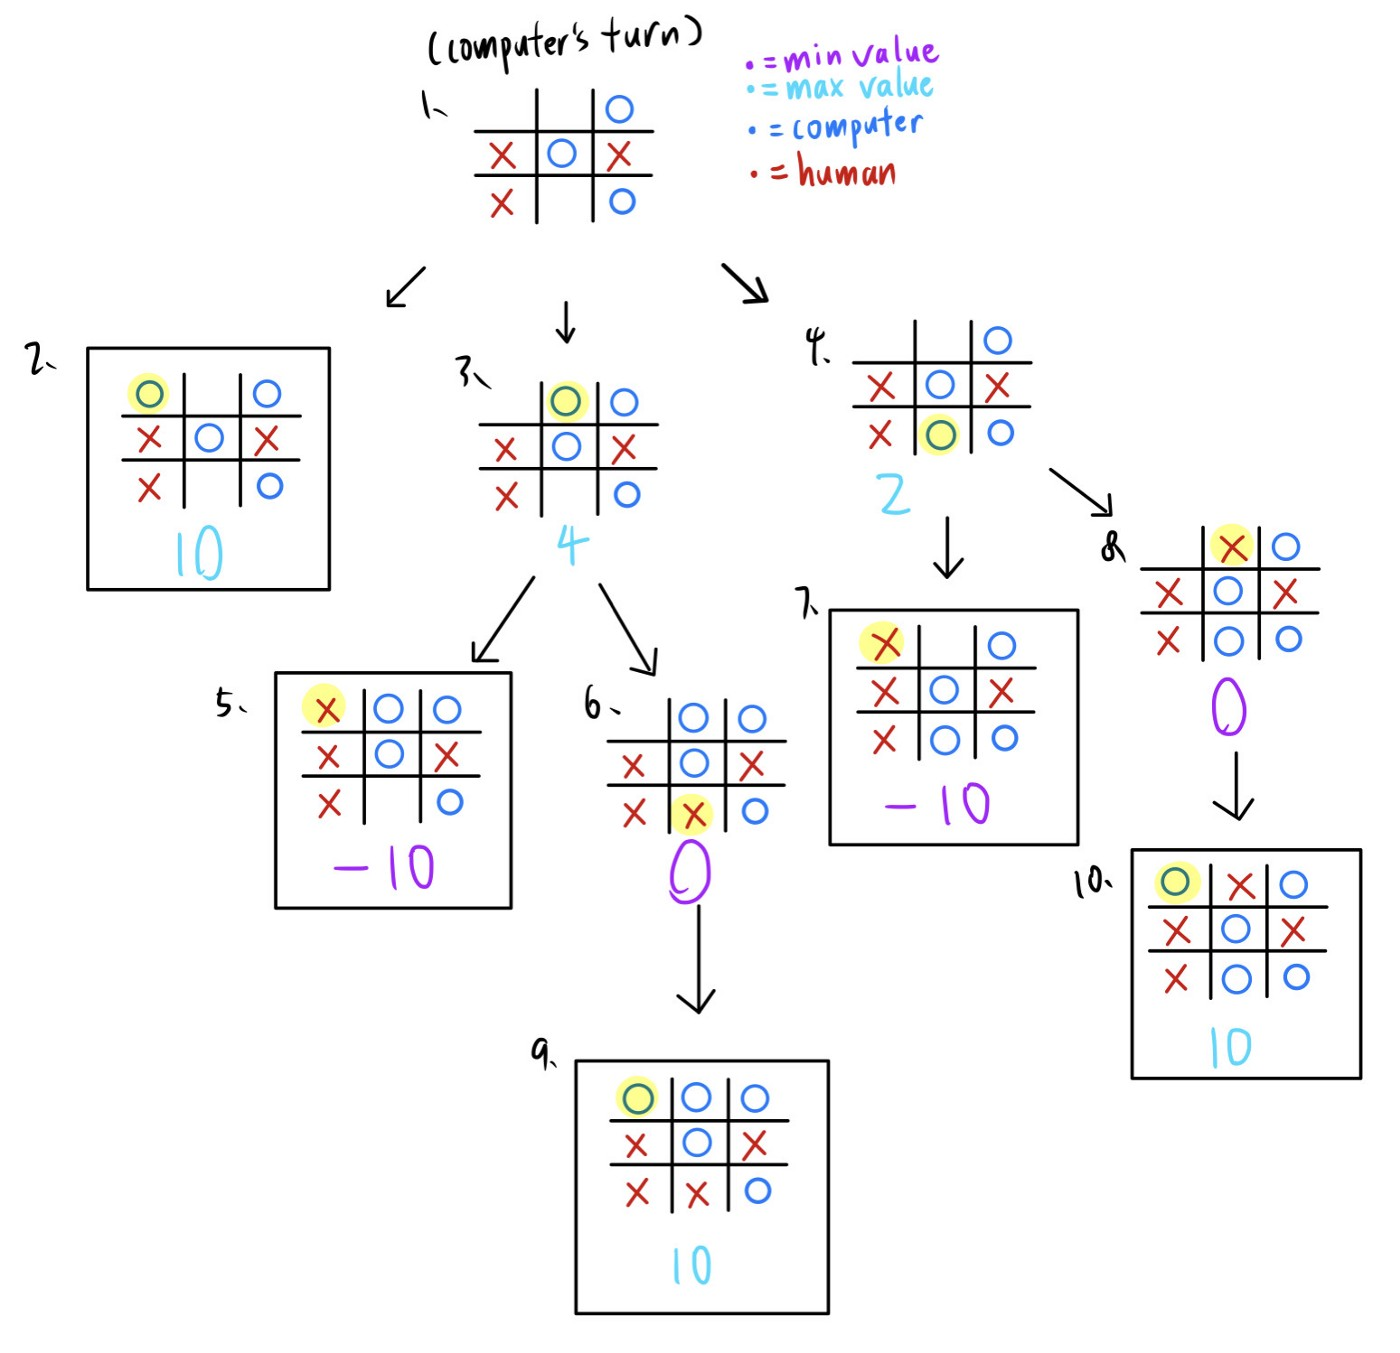 (computer's turn)
• = min value
• = max value
• = computer
• = human
1.
O
X O X
X O
2.
O O
X O X
X O
10
3.
O O
X O X
X O
4
4.
O
X O X
X O O
2
5.
X O O
X O X
X O
-10
6.
O O
X O X
X X O
0
7.
X O
X O X
X O O
-10
8.
X O
X O X
X O O
0
9.
O O O
X O X
X X O
10
10.
O X O
X O X
X O O
10